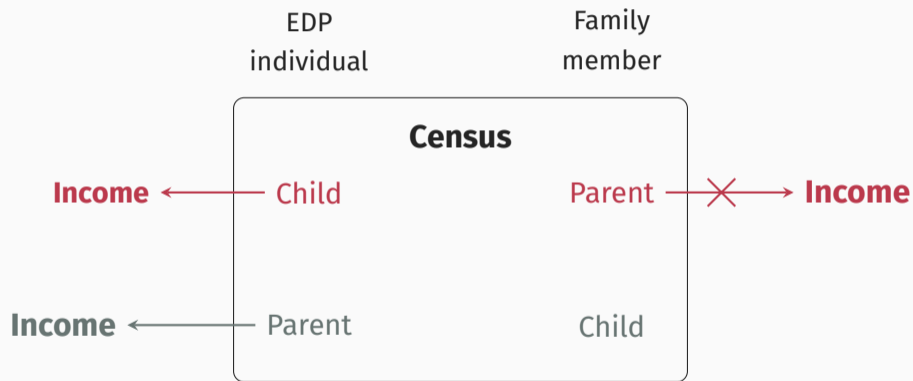 EDP
individual
Family
member
Census
Income
Child
Parent
Income
Income
Parent
Child